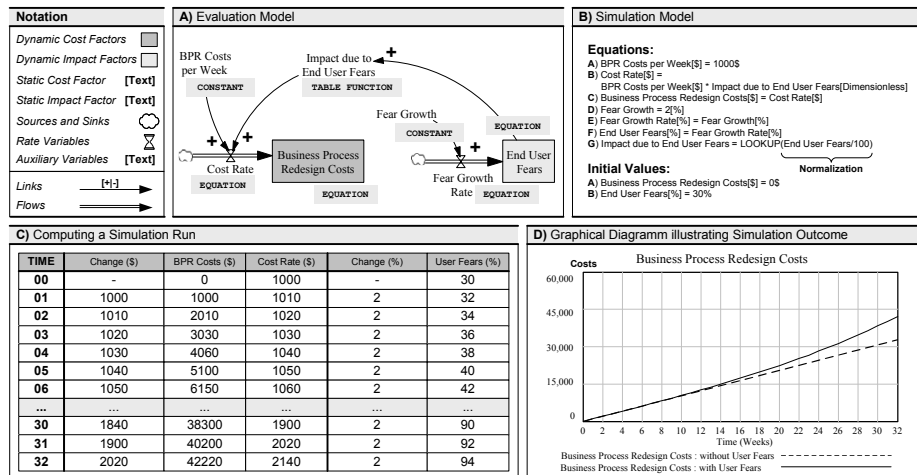 Notation
Dynamic Cost Factors
Dynamic Impact Factors
Static Cost Factor [Text]
Static Impact Factor [Text]
Sources and Sinks
Rate Variables
Auxiliary Variables [Text]
Links [+|-]
Flows
A) Evaluation Model
BPR Costs
per Week
CONSTANT
Impact due to
End User Fears
TABLE FUNCTION
+
+
+
Cost Rate
EQUATION
Business Process
Redesign Costs
EQUATION
Fear Growth
CONSTANT
+
Fear Growth
Rate
EQUATION
EQUATION
End User
Fears
B) Simulation Model
Equations:
A) BPR Costs per Week[$] = 1000$
B) Cost Rate[$] =
BPR Costs per Week[$] * Impact due to End User Fears[Dimensionless]
C) Business Process Redesign Costs[$] = Cost Rate[$]
D) Fear Growth = 2[%]
E) Fear Growth Rate[%] = Fear Growth[%]
F) End User Fears[%] = Fear Growth Rate[%]
G) Impact due to End User Fears = LOOKUP(End User Fears/100)
Normalization
Initial Values:
A) Business Process Redesign Costs[$] = 0$
B) End User Fears[%] = 30%
C) Computing a Simulation Run
TIME Change ($) BPR Costs ($) Cost Rate ($) Change (%) User Fears (%)
00 - 0 1000 - 30
01 1000 1000 1010 2 32
02 1010 2010 1020 2 34
03 1020 3030 1030 2 36
04 1030 4060 1040 2 38
05 1040 5100 1050 2 40
06 1050 6150 1060 2 42
... ... ... ... ... ...
30 1840 38300 1900 2 90
31 1900 40200 2020 2 92
32 2020 42220 2140 2 94
D) Graphical Diagramm illustrating Simulation Outcome
Costs Business Process Redesign Costs
60,000
45,000
30,000
15,000
0
0 2 4 6 8 10 12 14 16 18 20 22 24 26 28 30 32
Time (Weeks)
Business Process Redesign Costs : without User Fears
Business Process Redesign Costs : with User Fears